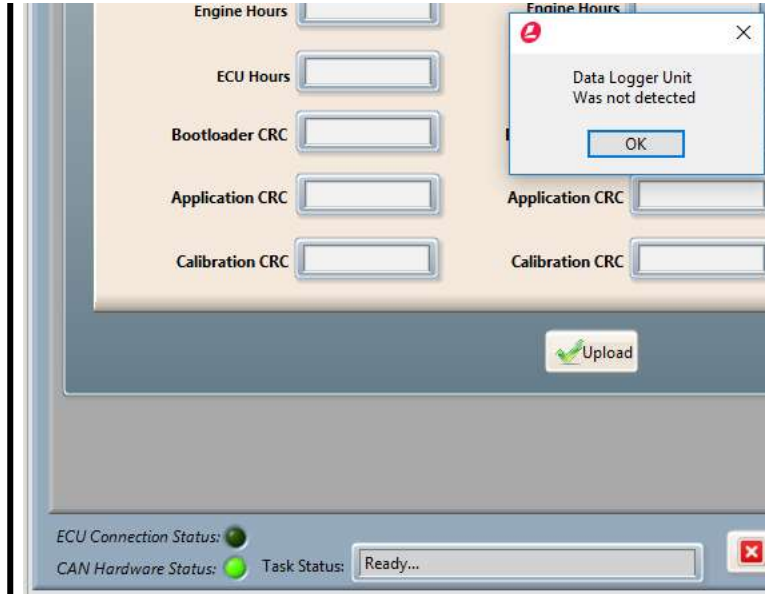 Engine Hours
Engine Hours
Data Logger Unit
Was not detected
OK
ECU Hours
Bootloader CRC
Application CRC
Application CRC
Calibration CRC
Calibration CRC
Upload
ECU Connection Status:
CAN Hardware Status:
Task Status:
Ready...